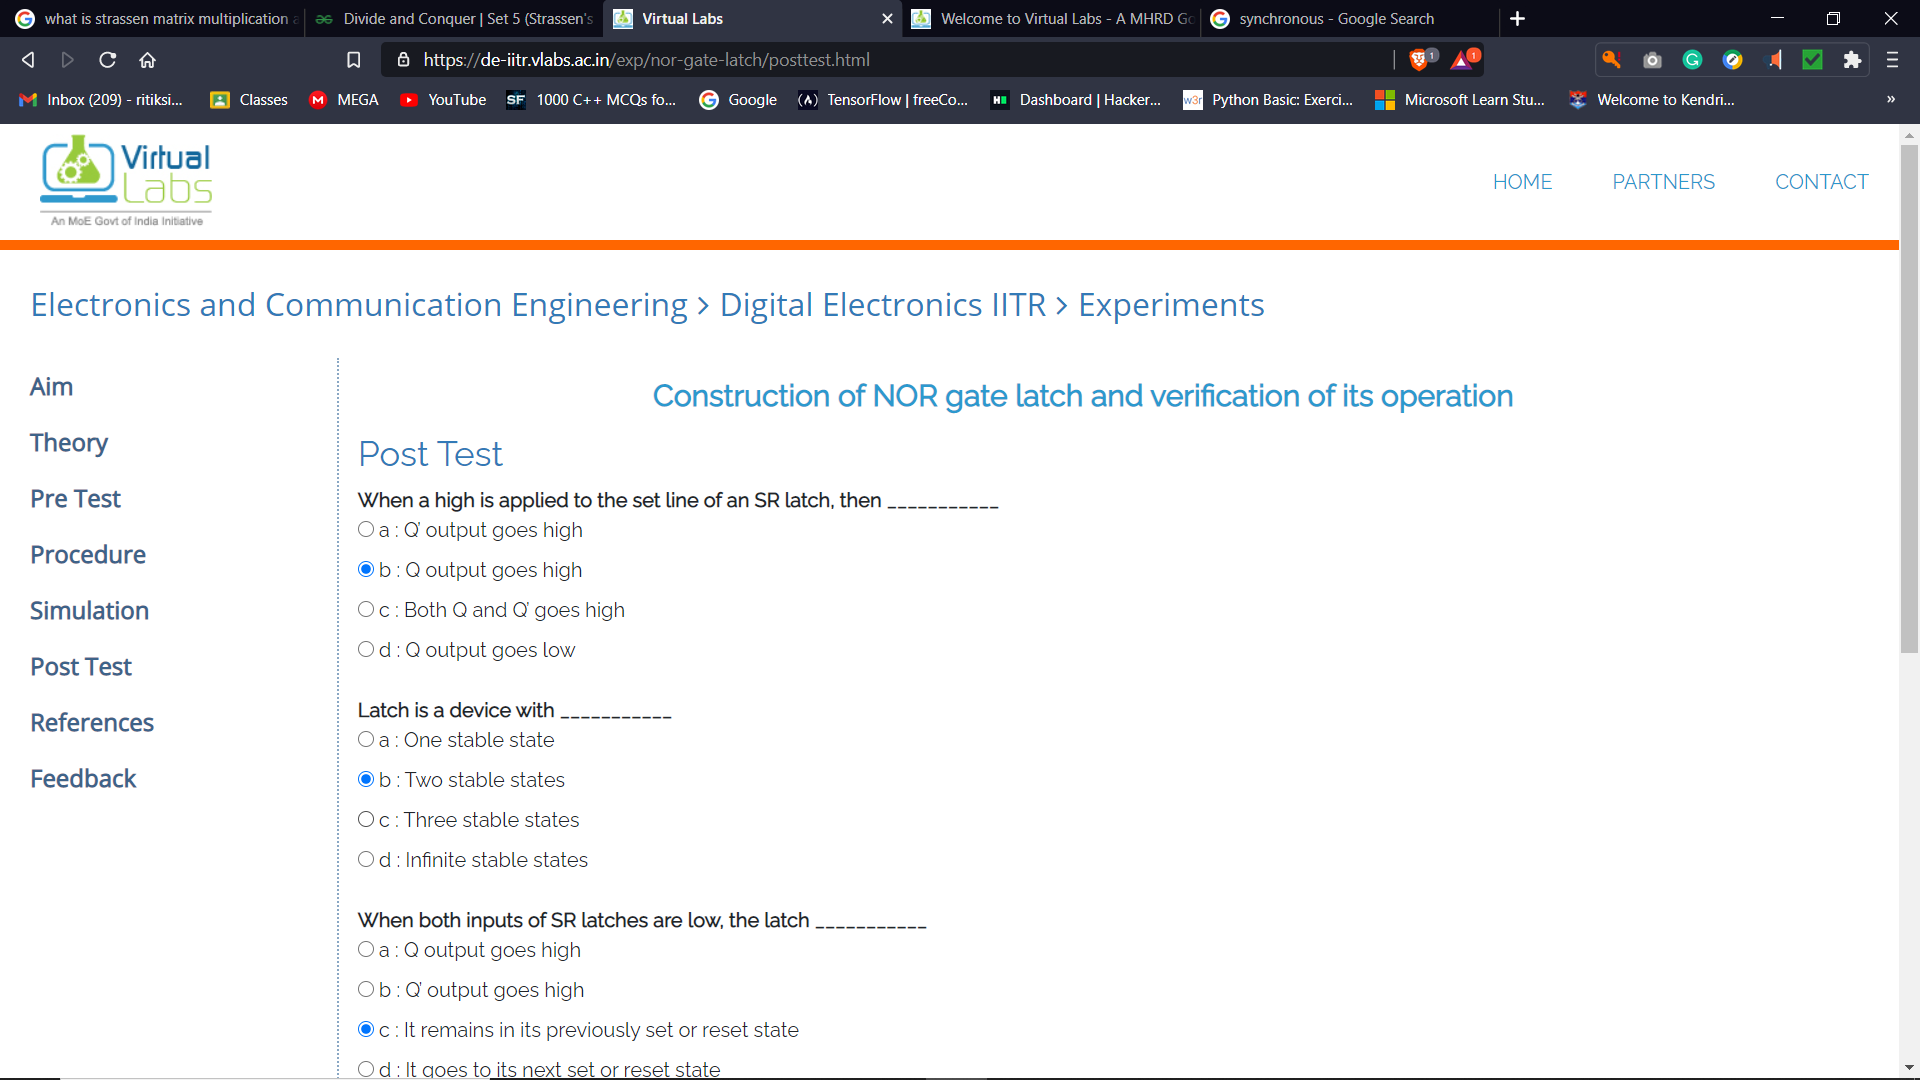 what is strassen matrix multiplication a
Divide and Conquer | Set 5 (Strassen's
Virtual Labs
Welcome to Virtual Labs - A MHRD Go
synchronous - Google Search
https://de-iitr.vlabs.ac.in/exp/nor-gate-latch/posttest.html
1
1
Inbox (209) - ritiksi...
Classes
MEGA
YouTube
SF
1000 C++ MCQs fo...
Google
TensorFlow | freeCo...
Dashboard | Hacker...
w3r
Python Basic: Exerci...
Microsoft Learn Stu...
Welcome to Kendri...
»
Virtual
Labs
An MoE Govt of India Initiative
HOME
PARTNERS
CONTACT
Electronics and Communication Engineering > Digital Electronics IITR > Experiments
Aim
Theory
Pre Test
Procedure
Simulation
Post Test
References
Feedback
Construction of NOR gate latch and verification of its operation
Post Test
When a high is applied to the set line of an SR latch, then ___________
a : Q' output goes high
b : Q output goes high
c : Both Q and Q' goes high
d : Q output goes low
Latch is a device with ___________
a : One stable state
b : Two stable states
c : Three stable states
d : Infinite stable states
When both inputs of SR latches are low, the latch ___________
a : Q output goes high
b : Q' output goes high
c : It remains in its previously set or reset state
d : It goes to its next set or reset state